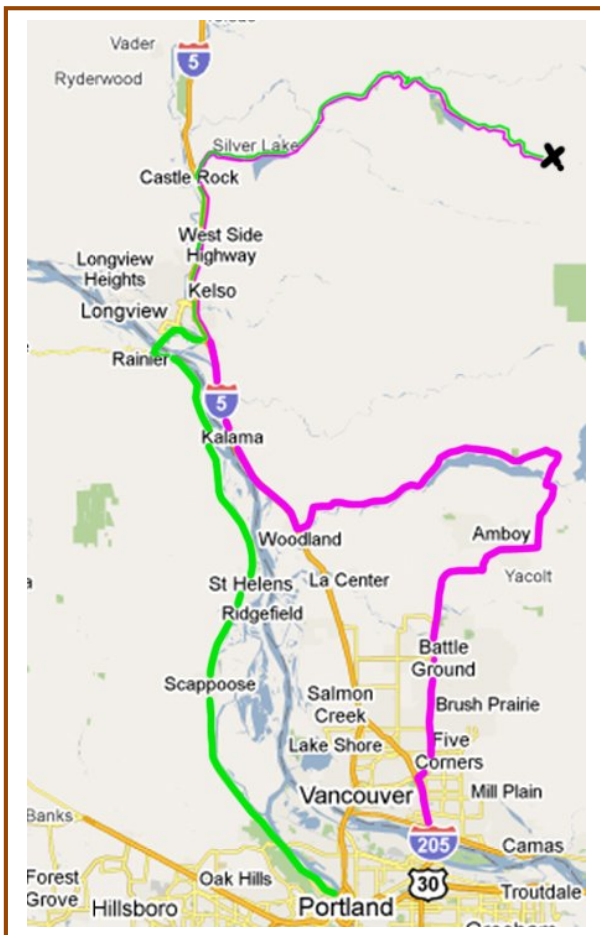 Vader
5
Ryderwood
Silver Lake
Castle Rock
West Side
Highway
Longview
Heights
Kelso
Longview
Rainier
5
Kalama
Woodland
Amboy
La Center
Yacolt
St Helens
Ridgefield
Battle
Ground
Scappoose
Salmon
Creek
Brush Prairie
Lake Shore
Five
Corners
Vancouver
Mill Plain
Banks
205
Camas
Forest
Grove
Oak Hills
30
Troutdale
Hillsboro
Portland